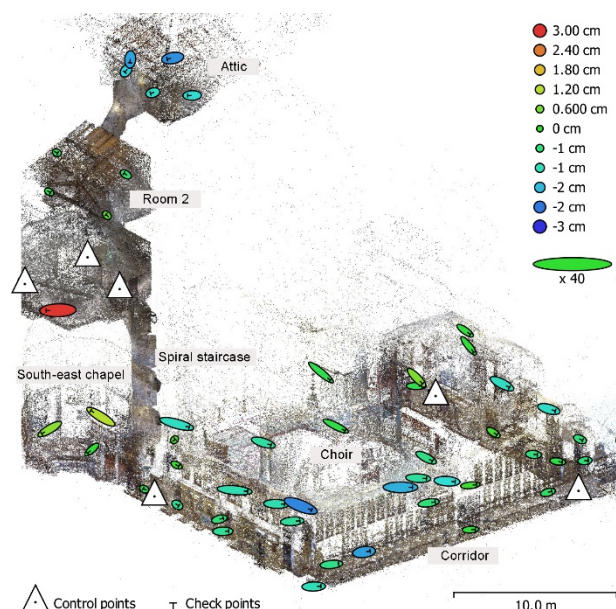 Attic
3.00 cm
2.40 cm
1.80 cm
1.20 cm
0.600 cm
0 cm
-1 cm
-1 cm
-2 cm
-2 cm
-3 cm
x 40
Room 2
Spiral staircase
South-east chapel
Choir
Corridor
Control points
Check points
10.0 m